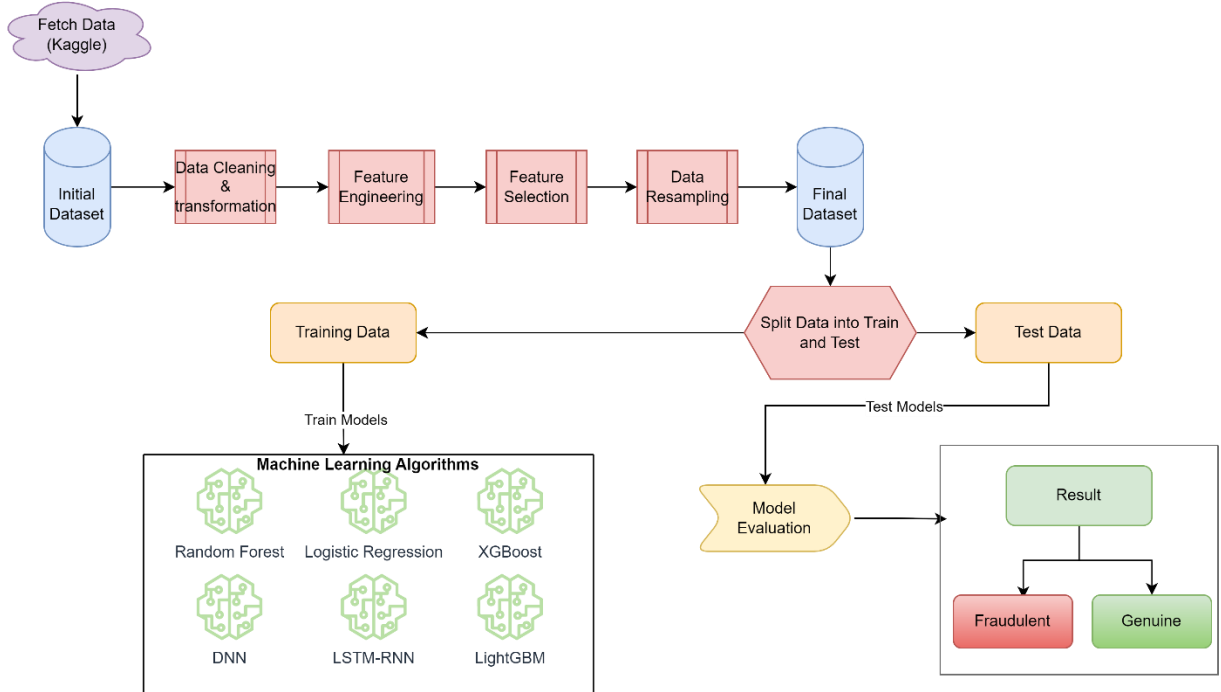 Fetch Data
(Kaggle)
Initial
Dataset
Data Cleaning
&
transformation
Feature
Engineering
Feature
Selection
Data
Resampling
Final
Dataset
Split Data into Train
and Test
Training Data
Test Data
Train Models
Test Models
Machine Learning Algorithms
Random Forest
Logistic Regression
XGBoost
DNN
LSTM-RNN
LightGBM
Model
Evaluation
Result
Fraudulent
Genuine